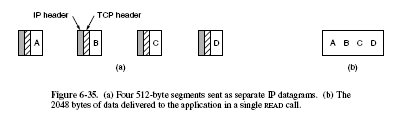 IP header TCP header
A B C D A B C D
(a) (b)
Figure 6-35. (a) Four 512-byte segments sent as separate IP datagrams. (b) The
2048 bytes of data delivered to the application in a single READ call.